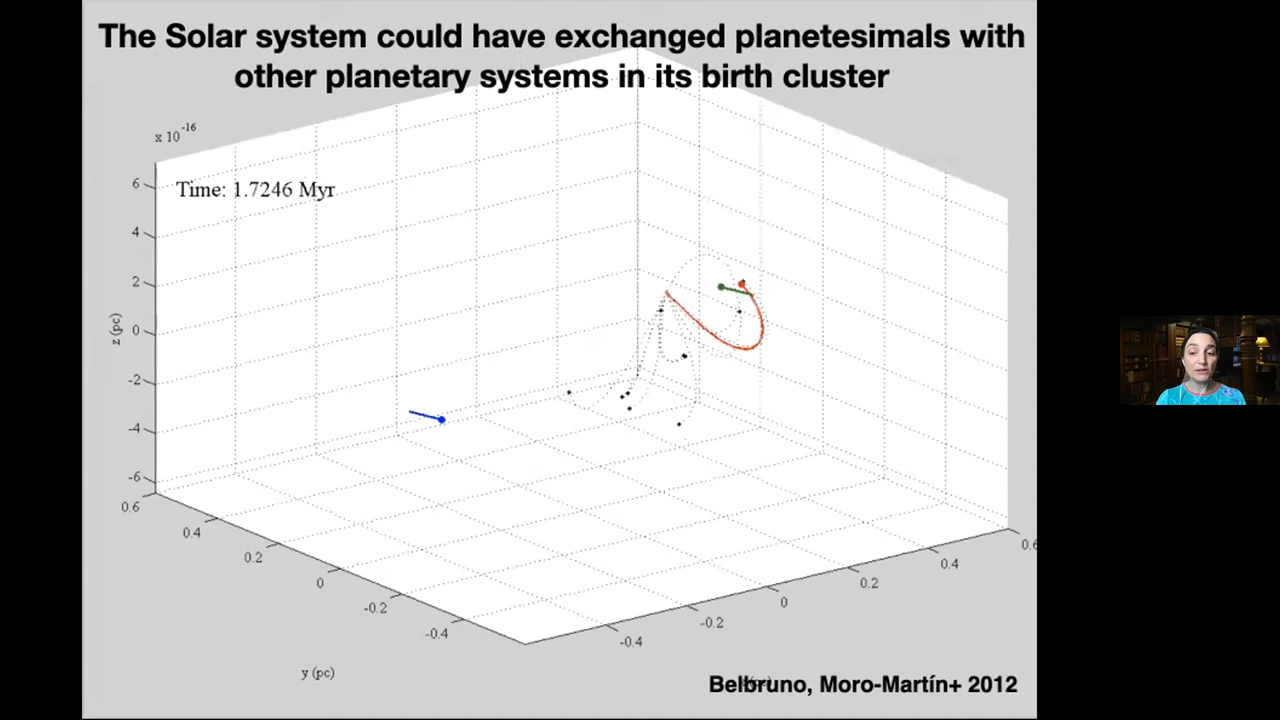 The Solar system could have exchanged planetesimals with
other planetary systems in its birth cluster
x 10^-16
Time: 1.7246 Myr
6
4
2
0
-2
-4
-6
z (pc)
0.6
0.4
0.2
0
-0.2
-0.4
y (pc)
-0.4
-0.2
0
0.2
0.4
0.6
Belbruno, Moro-Martín+ 2012